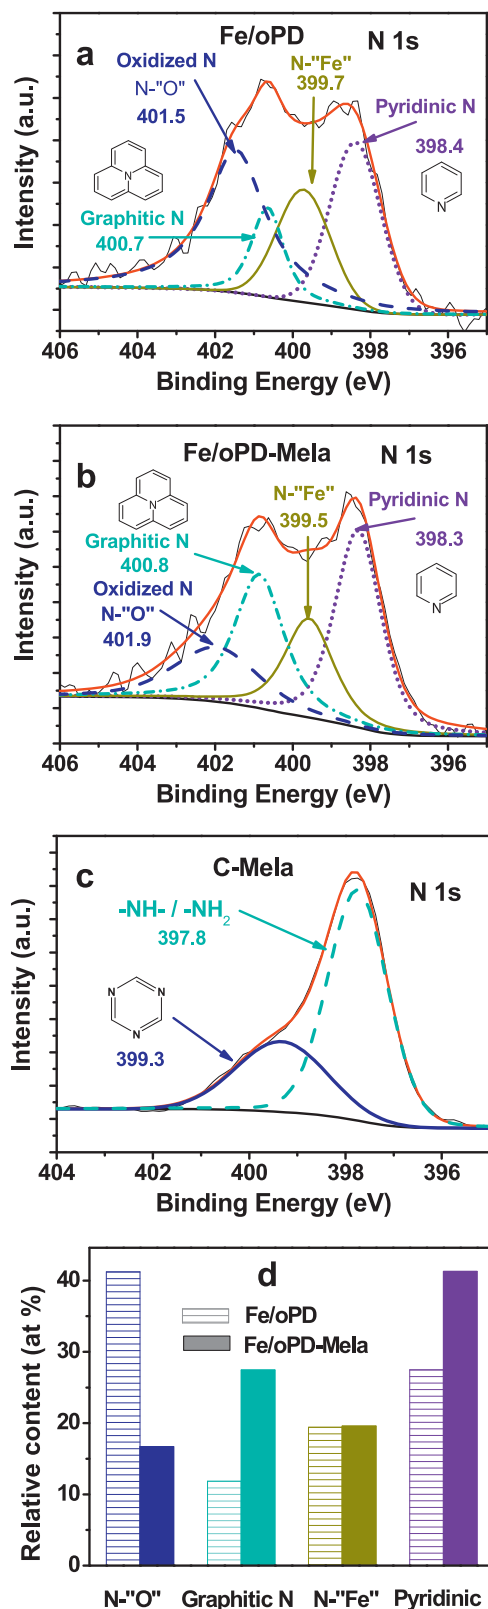 a
Fe/oPD
N 1s
Oxidized N
N-"O"
401.5
N-"Fe"
399.7
Pyridinic N
398.4
N
N
Graphitic N
400.7
Intensity (a.u.)
406 404 402 400 398 396
Binding Energy (eV)
b
Fe/oPD-Mela
N 1s
N-"Fe"
399.5
Pyridinic N
398.3
N
N
Graphitic N
400.8
Oxidized N
N-"O"
401.9
Intensity (a.u.)
406 404 402 400 398 396
Binding Energy (eV)
c
C-Mela
N 1s
-NH- / -NH2
397.8
N N
N
399.3
Intensity (a.u.)
404 402 400 398 396
Binding Energy (eV)
d
Fe/oPD
Fe/oPD-Mela
Relative content (at %)
40
30
20
10
0
N-"O" Graphitic N N-"Fe" Pyridinic